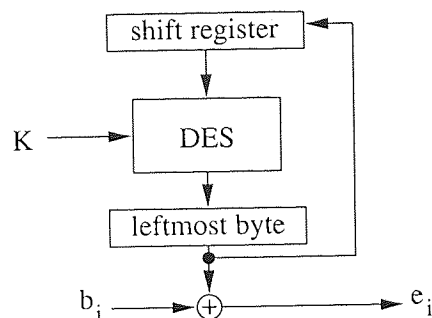 shift register
K
DES
leftmost byte
b_i
e_i